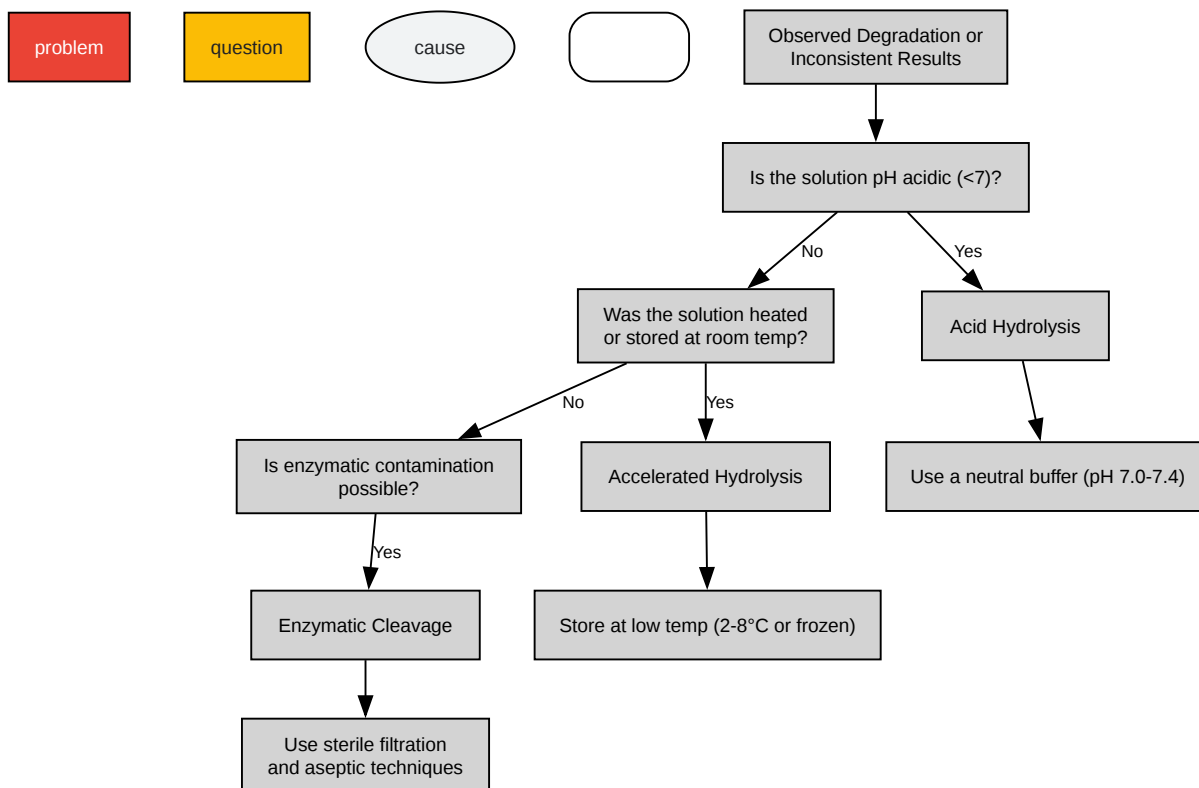 problem
question
cause
Observed Degradation or
Inconsistent Results
Is the solution pH acidic (<7)?
No
Yes
Was the solution heated
or stored at room temp?
Acid Hydrolysis
No
Yes
Is enzymatic contamination
possible?
Accelerated Hydrolysis
Use a neutral buffer (pH 7.0-7.4)
Yes
Enzymatic Cleavage
Store at low temp (2-8°C or frozen)
Use sterile filtration
and aseptic techniques